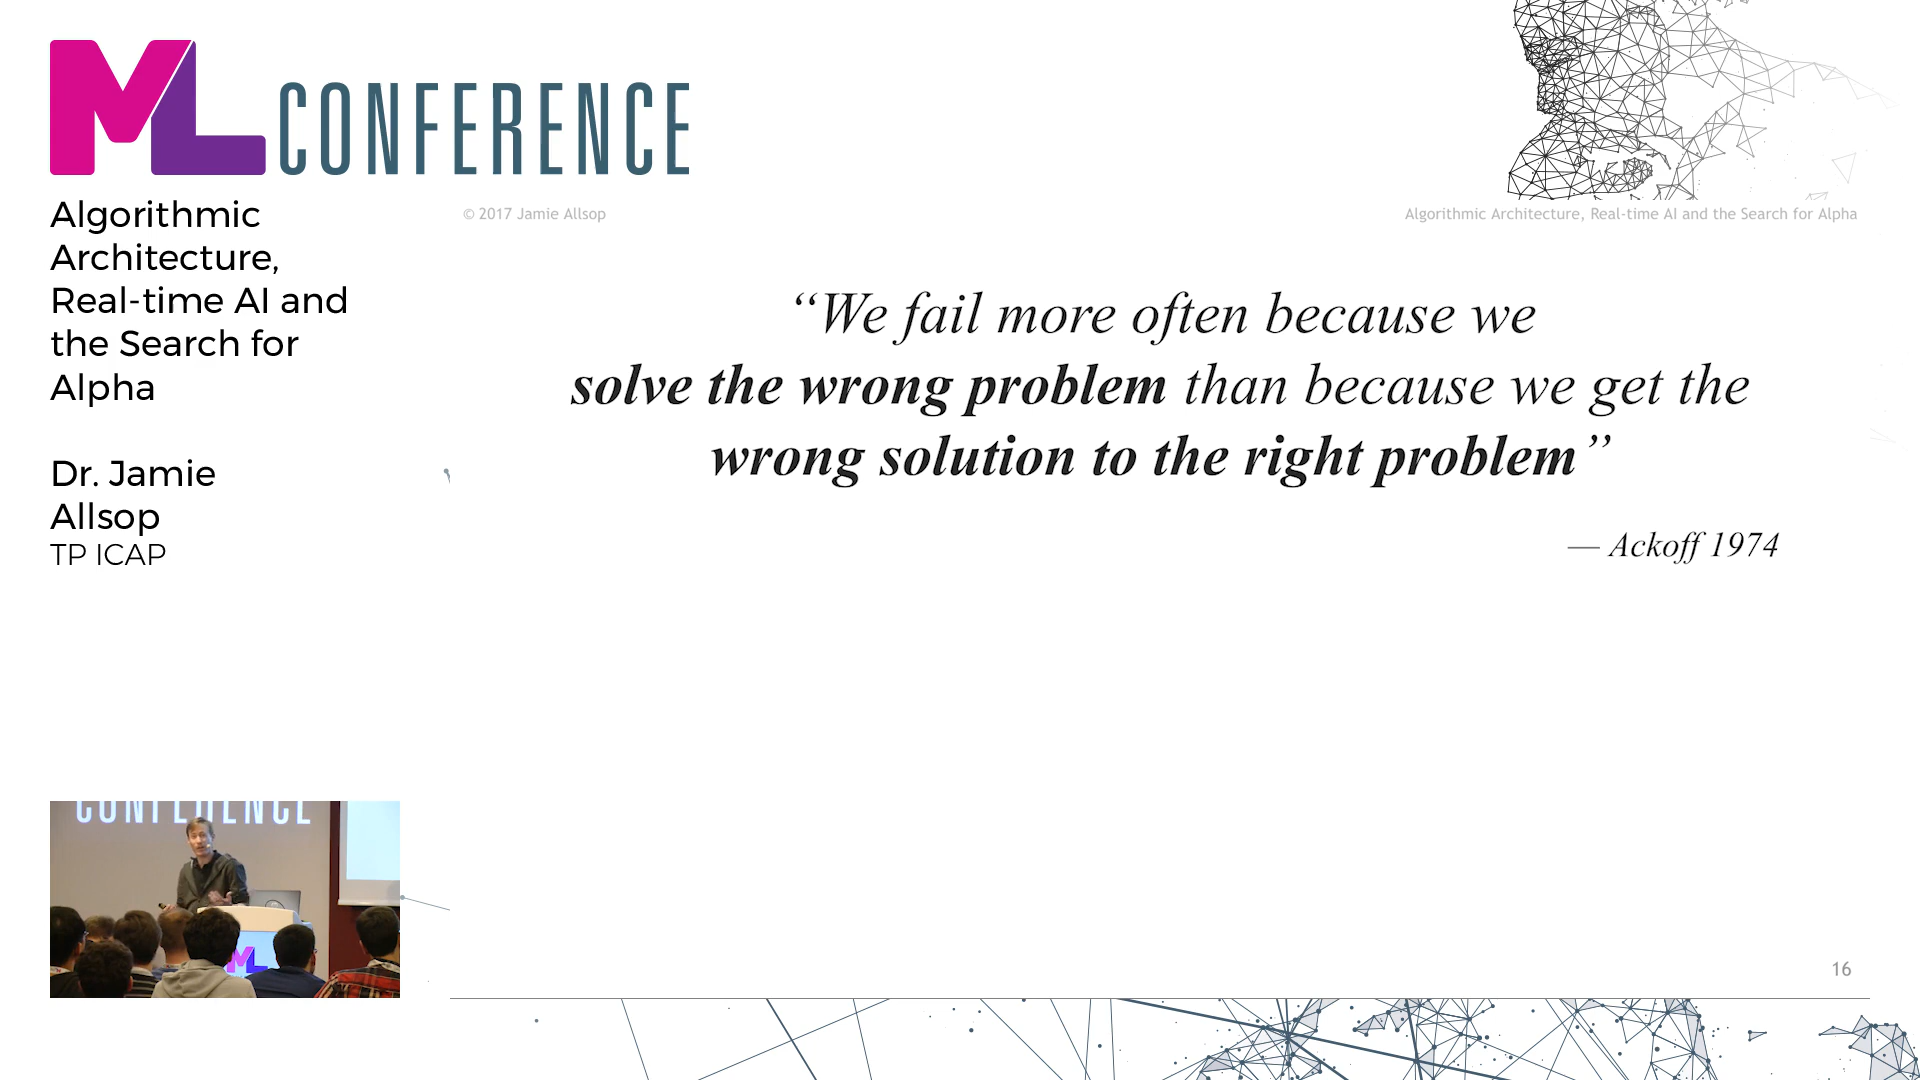 ML CONFERENCE
Algorithmic
Architecture,
Real-time AI and
the Search for
Alpha
Dr. Jamie
Allsop
TP ICAP
© 2017 Jamie Allsop
Algorithmic Architecture, Real-time AI and the Search for Alpha
“We fail more often because we
solve the wrong problem than because we get the
wrong solution to the right problem”
— Ackoff 1974
CONFERENCE
ML
16